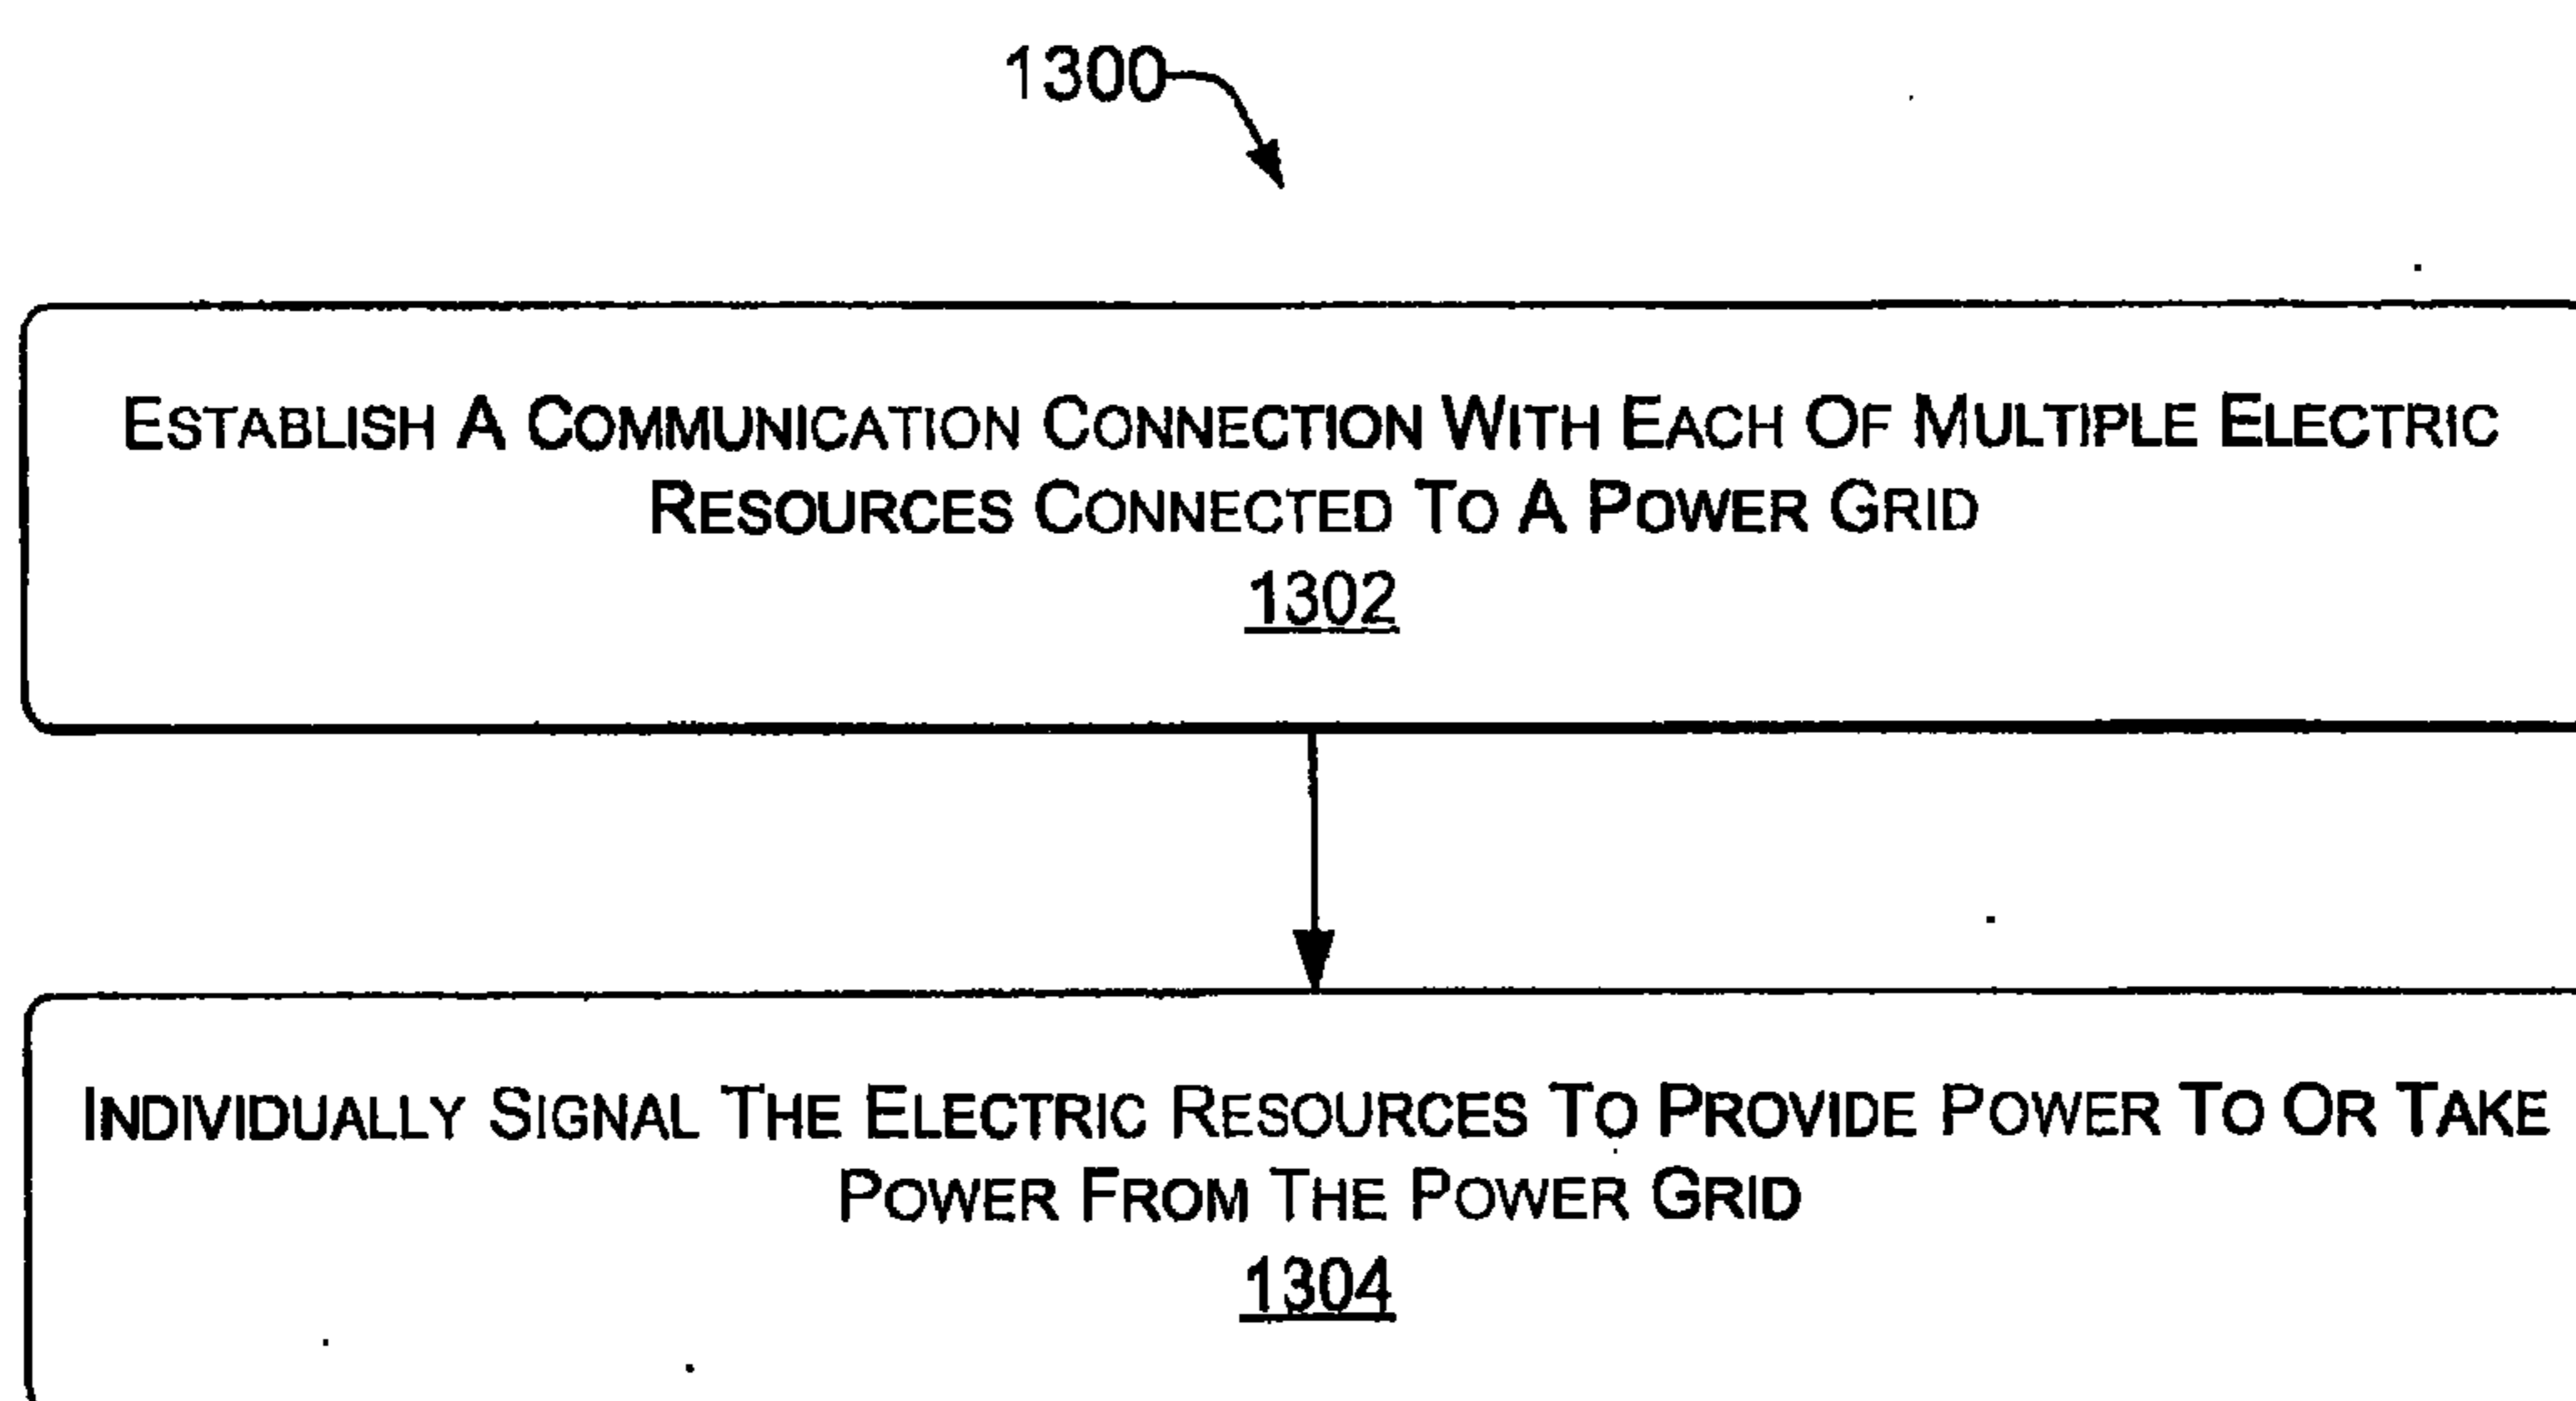 1300
ESTABLISH A COMMUNICATION CONNECTION WITH EACH OF MULTIPLE ELECTRIC
RESOURCES CONNECTED TO A POWER GRID
1302
INDIVIDUALLY SIGNAL THE ELECTRIC RESOURCES TO PROVIDE POWER TO OR TAKE
POWER FROM THE POWER GRID
1304